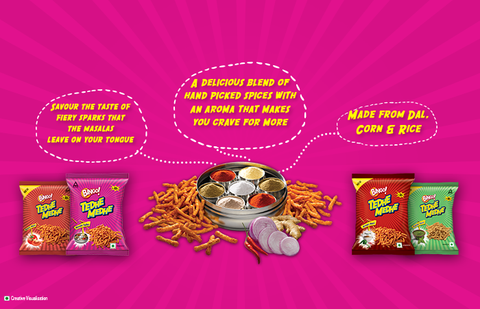 A DELICIOUS BLEND OF
HAND PICKED SPICES WITH
AN AROMA THAT MAKES
YOU CRAVE FOR MORE
SAVOUR THE TASTE OF
FIERY SPARKS THAT
THE MASALAS
LEAVE ON YOUR TONGUE
MADE FROM DAL,
CORN & RICE
BINGO!
TEDHE
MEDHE
BINGO!
TEDHE
MEDHE
BINGO!
TEDHE
MEDHE
BINGO!
TEDHE
MEDHE
Creative Visualization